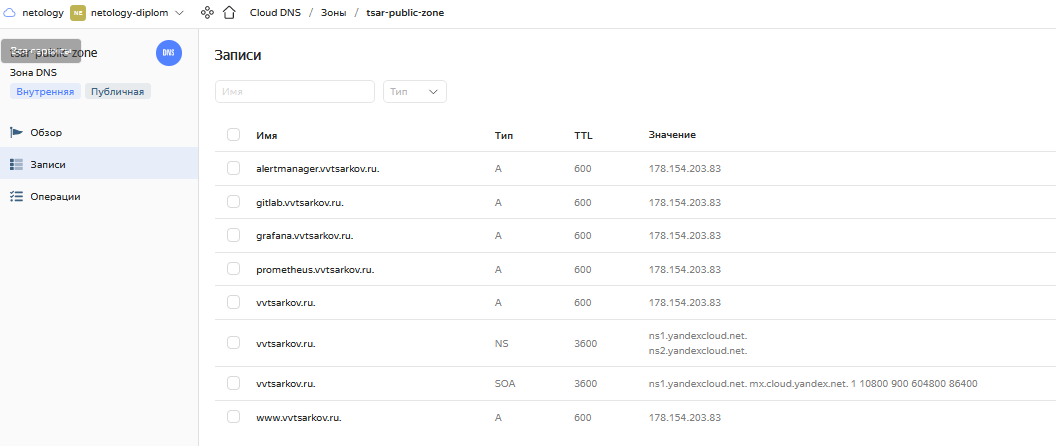 netology NE netology-diplom Cloud DNS / Зоны / tsar-public-zone
tsar-public-zone
DNS
Зона DNS
Внутренняя Публичная
Обзор
Записи
Операции
Записи
Имя Тип
Имя Тип TTL Значение
alertmanager.vvtsarkov.ru. A 600 178.154.203.83
gitlab.vvtsarkov.ru. A 600 178.154.203.83
grafana.vvtsarkov.ru. A 600 178.154.203.83
prometheus.vvtsarkov.ru. A 600 178.154.203.83
vvtsarkov.ru. A 600 178.154.203.83
vvtsarkov.ru. NS 3600 ns1.yandexcloud.net.
ns2.yandexcloud.net.
vvtsarkov.ru. SOA 3600 ns1.yandexcloud.net. mx.cloud.yandex.net. 1 10800 900 604800 86400
www.vvtsarkov.ru. A 600 178.154.203.83